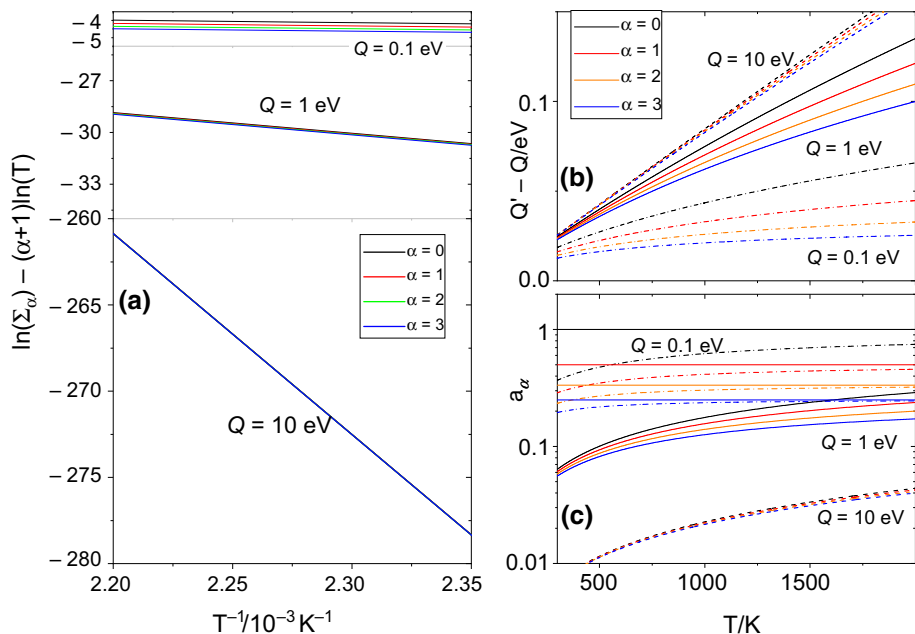 ln(Σα) − (α+1)ln(T)
−4
−5
−27
−30
−33
−260
−265
−270
−275
−280
Q = 0.1 eV
Q = 1 eV
(a)
α = 0
α = 1
α = 2
α = 3
Q = 10 eV
2.20
2.25
2.30
2.35
T⁻¹/10⁻³ K⁻¹
Q' − Q/eV
0.1
0.0
α = 0
α = 1
α = 2
α = 3
Q = 10 eV
Q = 1 eV
(b)
Q = 0.1 eV
aα
1
0.1
0.01
Q = 0.1 eV
Q = 1 eV
(c)
Q = 10 eV
500
1000
1500
T/K